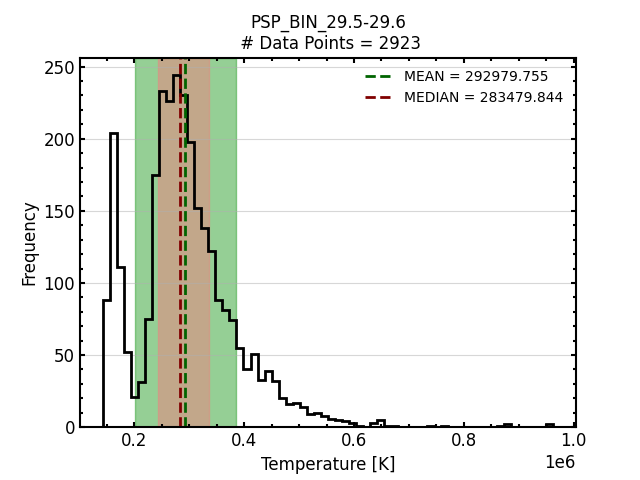 PSP_BIN_29.5-29.6
# Data Points = 2923
MEAN = 292979.755
MEDIAN = 283479.844
250
200
150
100
50
0
Frequency
0.2 0.4 0.6 0.8 1.0
1e6
Temperature [K]